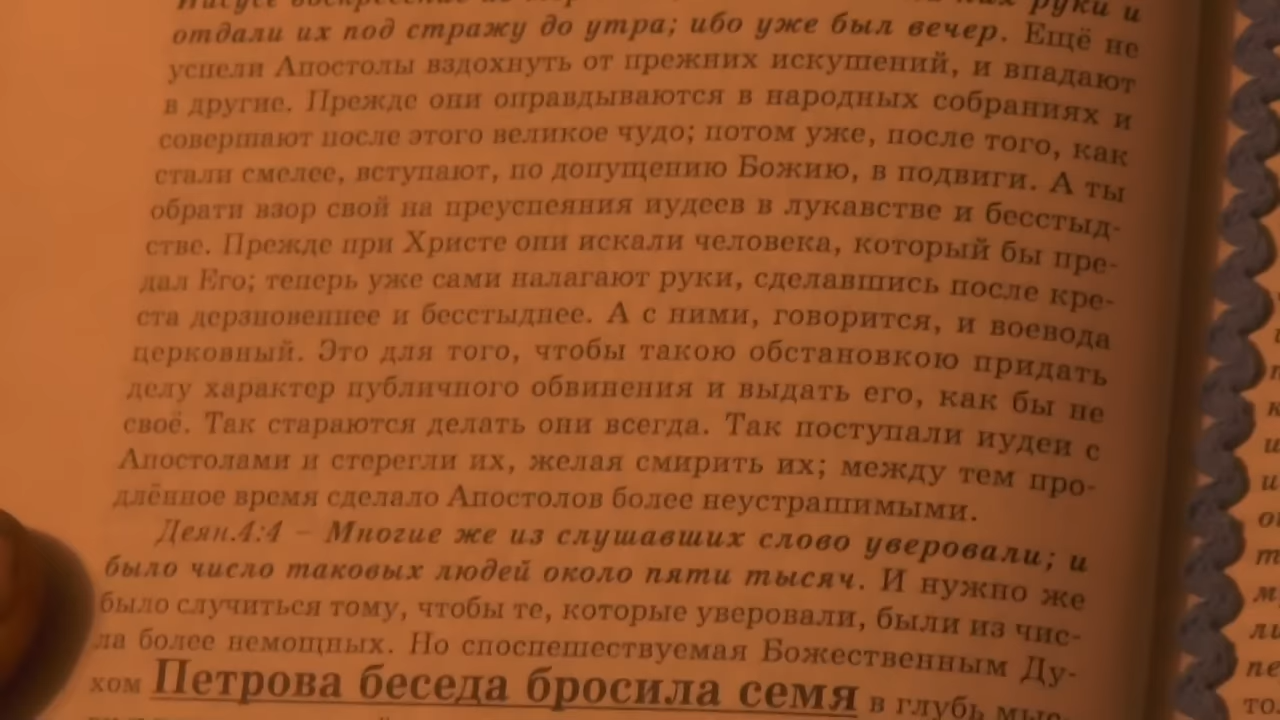 руки и
отдали их под стражу до утра; ибо уже был вечер. Ещё не
успели Апостолы вздохнуть от прежних искушений, и впадают
в другие. Прежде они оправдываются в народных собраниях и
совершают после этого великое чудо; потом уже, после того, как
стали смелее, вступают, по допущению Божию, в подвиги. А ты
обрати взор свой на преуспеяния иудеев в лукавстве и бесстыд-
стве. Прежде при Христе они искали человека, который бы пре-
дал Его; теперь уже сами налагают руки, сделавшись после кре-
ста дерзновеннее и бесстыднее. А с ними, говорится, и воевода
церковный. Это для того, чтобы такою обстановкою придать
делу характер публичного обвинения и выдать его, как бы не
своё. Так стараются делать они всегда. Так поступали иудеи с
Апостолами и стерегли их, желая смирить их; между тем про-
длённое время сделало Апостолов более неустрашимыми.
Деян.4:4 – Многие же из слушавших слово уверовали; и
было число таковых людей около пяти тысяч. И нужно же
было случиться тому, чтобы те, которые уверовали, были из чис-
ла более немощных. Но споспешествуемая Божественным Ду-
хом Петрова беседа бросила семя в глубь